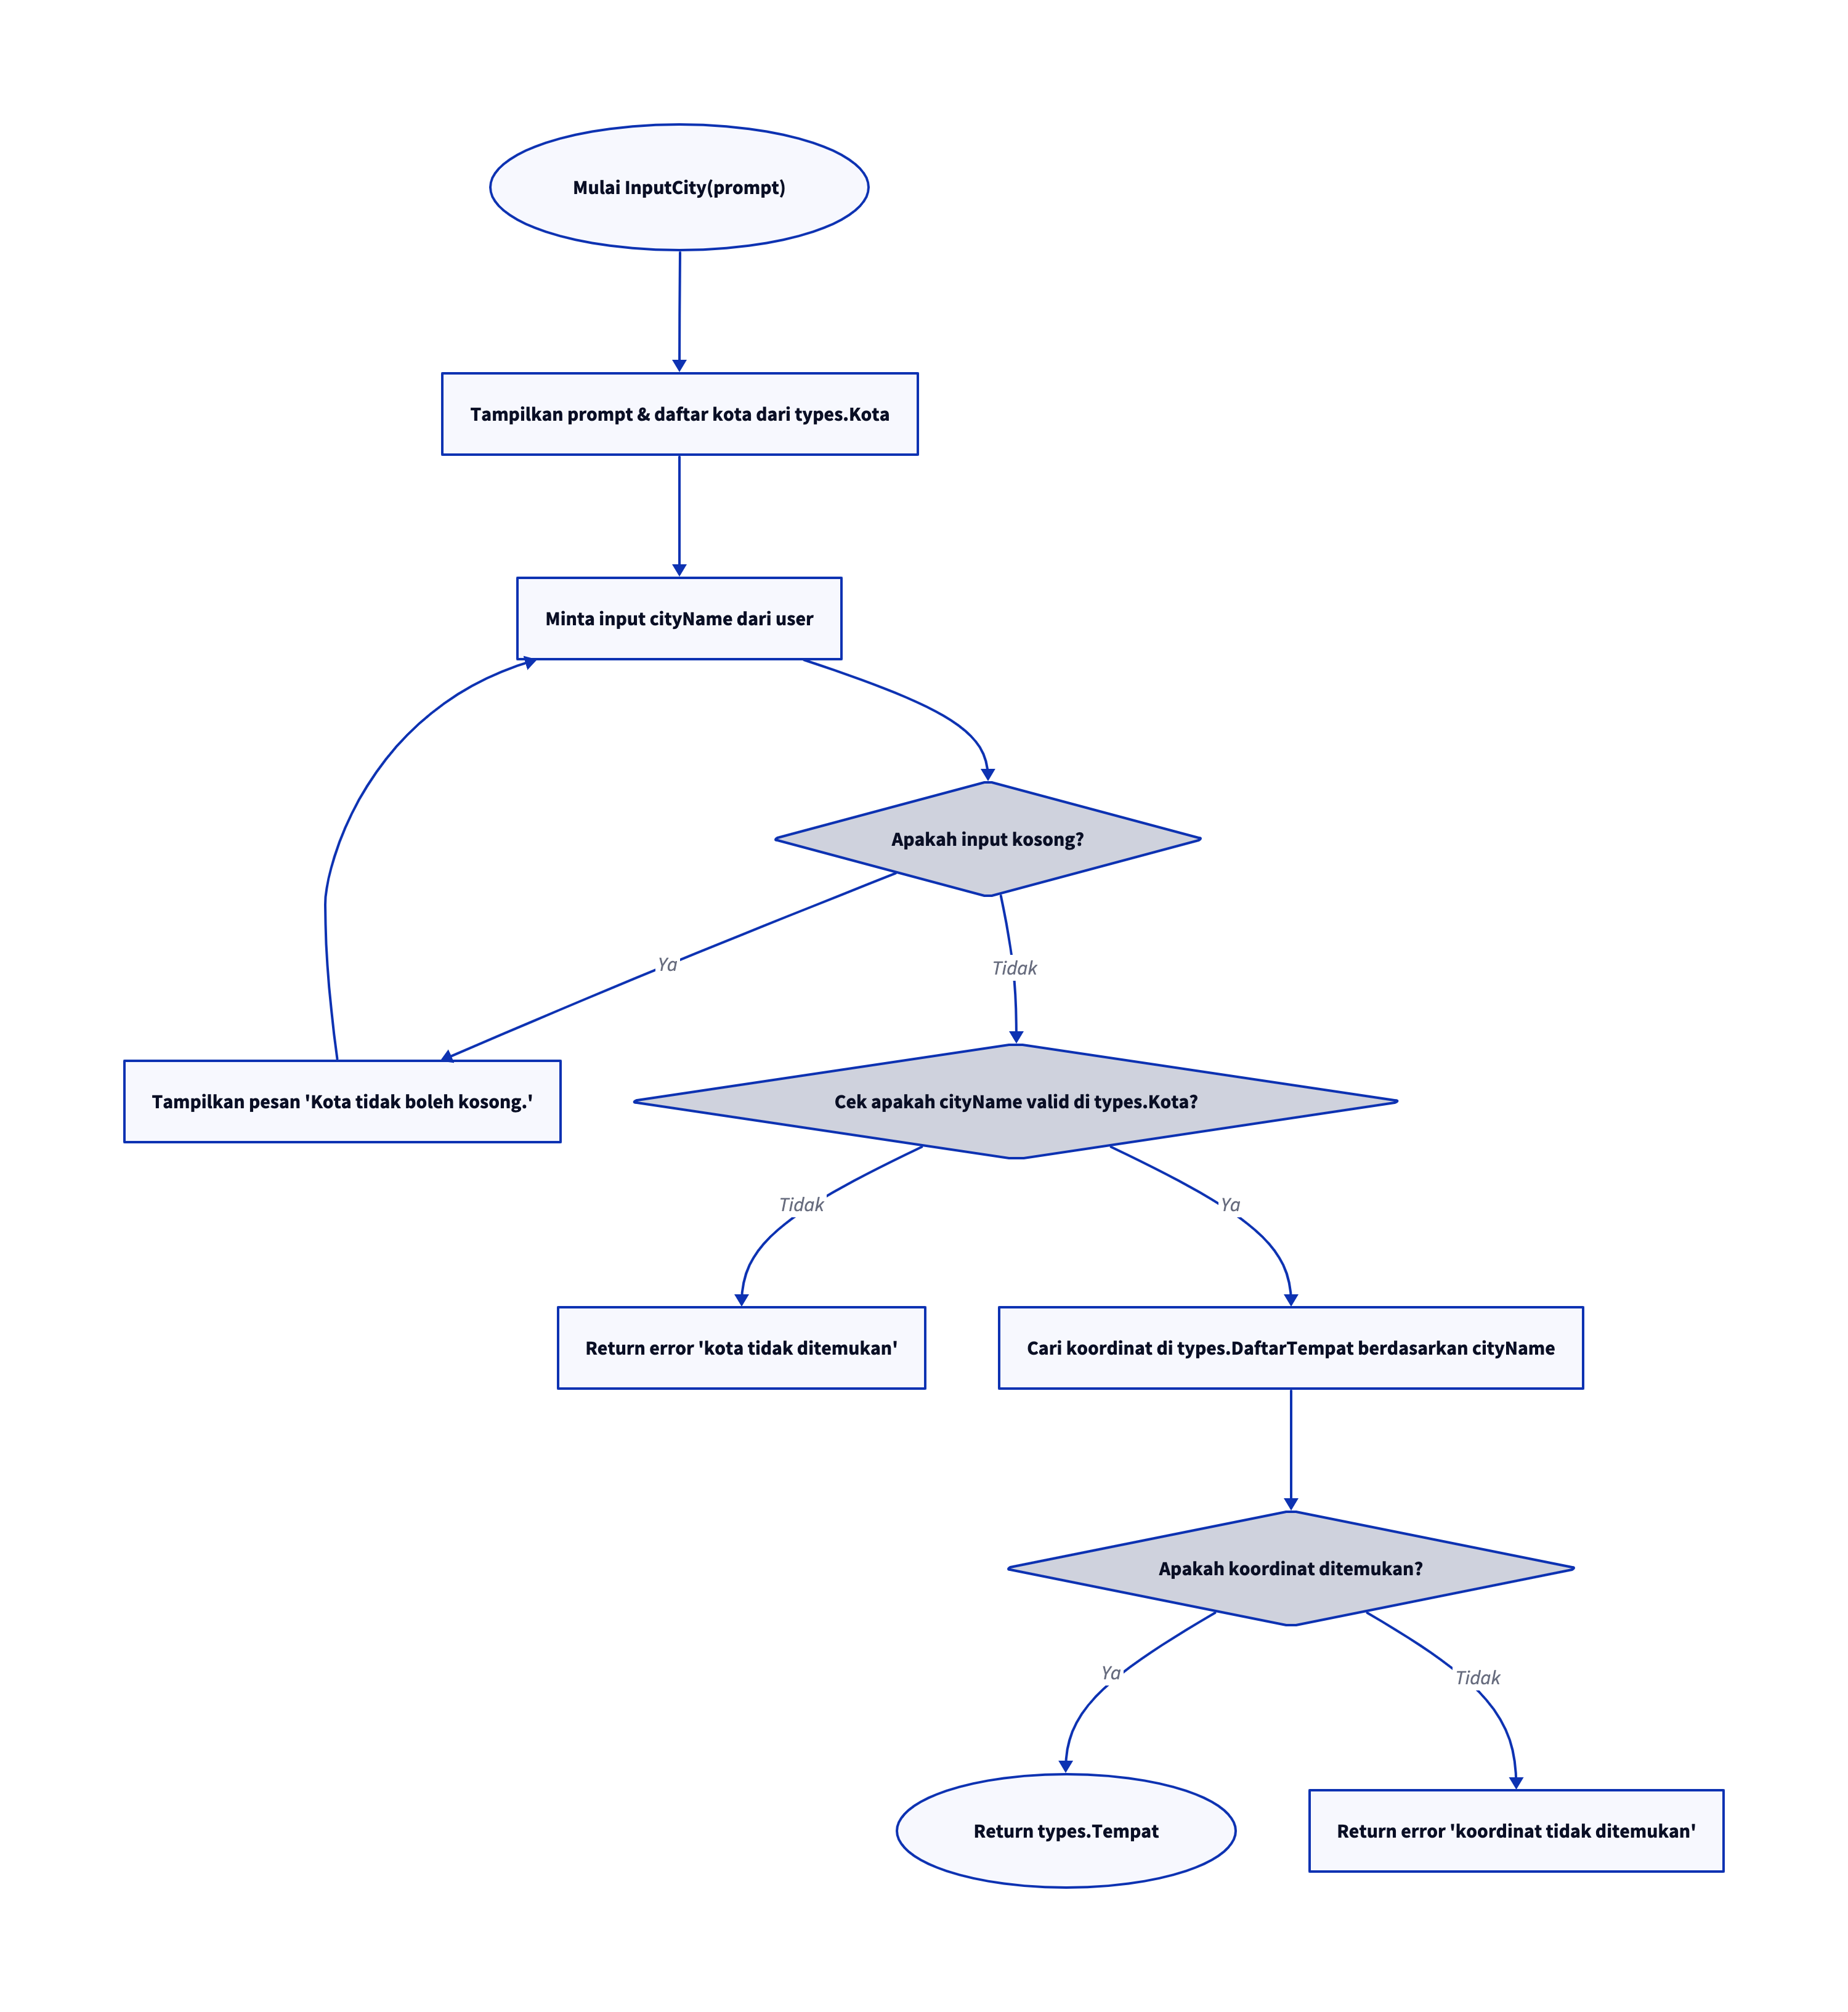 Mulai InputCity(prompt)
Tampilkan prompt & daftar kota dari types.Kota
Minta input cityName dari user
Apakah input kosong?
Ya
Tidak
Tampilkan pesan 'Kota tidak boleh kosong.'
Cek apakah cityName valid di types.Kota?
Tidak
Ya
Return error 'kota tidak ditemukan'
Cari koordinat di types.DaftarTempat berdasarkan cityName
Apakah koordinat ditemukan?
Ya
Tidak
Return types.Tempat
Return error 'koordinat tidak ditemukan'